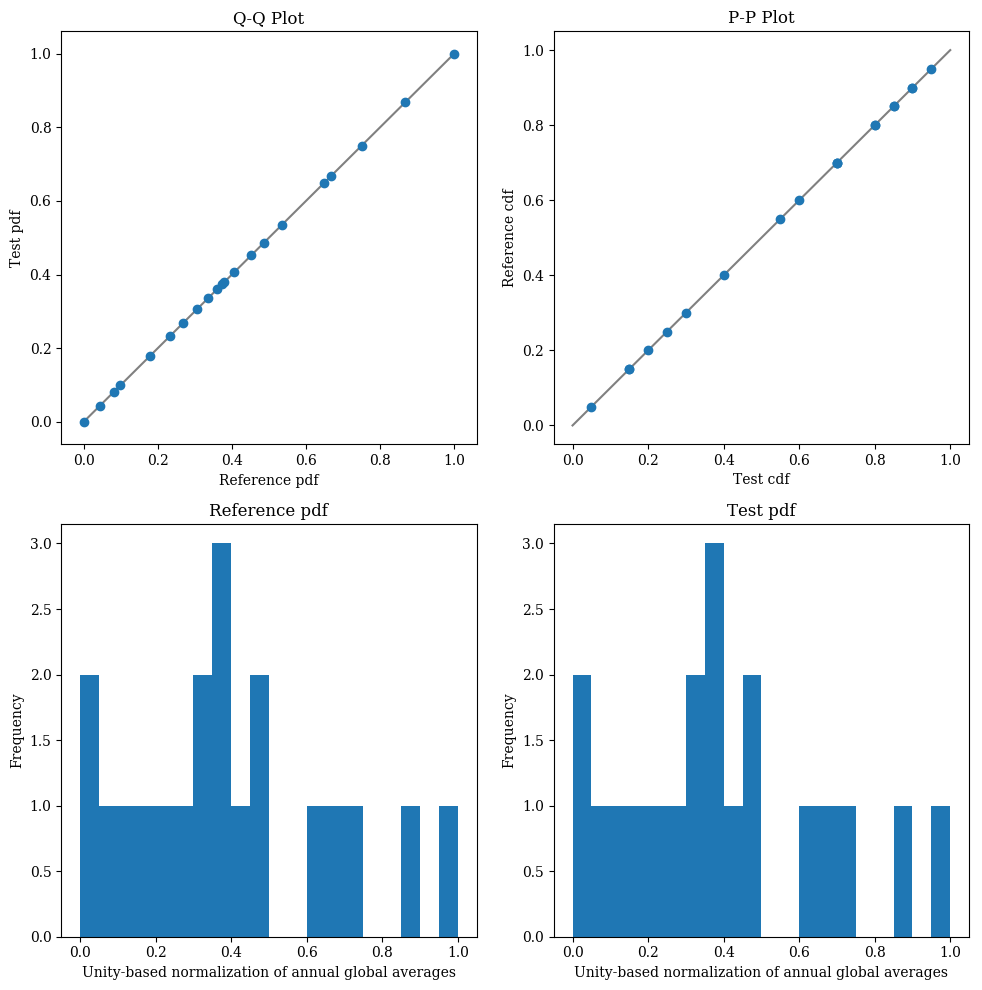 Q-Q Plot
1.0
0.8
0.6
0.4
0.2
0.0
Test pdf
0.0 0.2 0.4 0.6 0.8 1.0
Reference pdf
P-P Plot
1.0
0.8
0.6
0.4
0.2
0.0
Reference cdf
0.0 0.2 0.4 0.6 0.8 1.0
Test cdf
Reference pdf
3.0
2.5
2.0
1.5
1.0
0.5
0.0
Frequency
0.0 0.2 0.4 0.6 0.8 1.0
Unity-based normalization of annual global averages
Test pdf
3.0
2.5
2.0
1.5
1.0
0.5
0.0
Frequency
0.0 0.2 0.4 0.6 0.8 1.0
Unity-based normalization of annual global averages